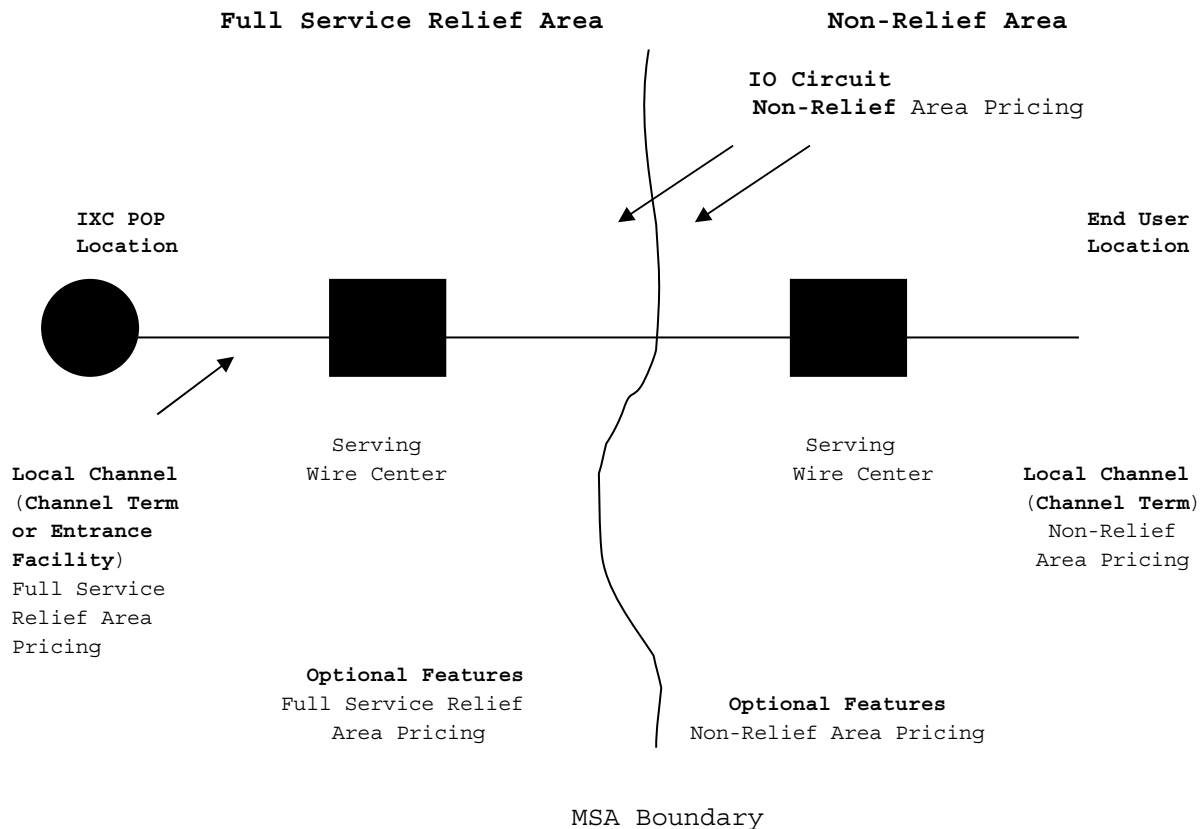 Full Service Relief Area
Non-Relief Area
IO Circuit
Non-Relief Area Pricing
IXC POP
Location
End User
Location
Serving
Wire Center
Serving
Wire Center
Local Channel
(Channel Term
or Entrance
Facility)
Full Service
Relief Area
Pricing
Local Channel
(Channel Term)
Non-Relief
Area Pricing
Optional Features
Full Service Relief
Area Pricing
Optional Features
Non-Relief Area Pricing
MSA Boundary